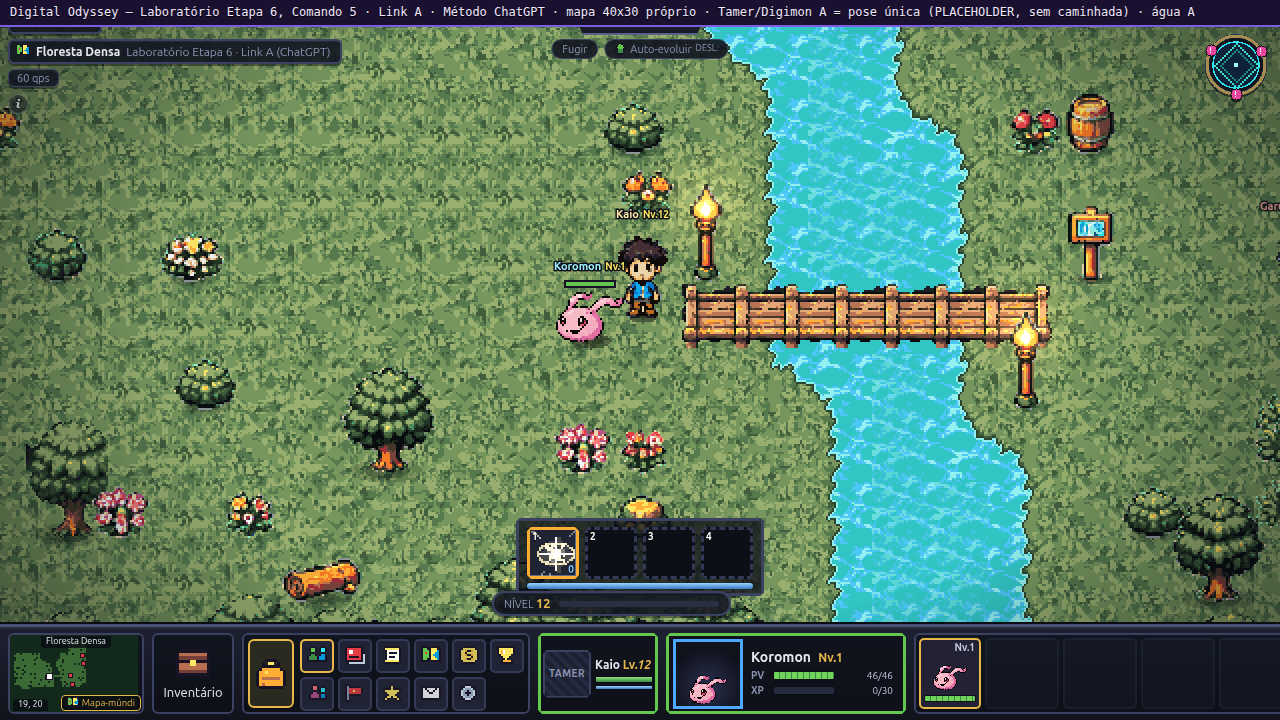 Digital Odyssey — Laboratório Etapa 6, Comando 5 · Link A · Método ChatGPT · mapa 40x30 próprio · Tamer/Digimon A = pose única (PLACEHOLDER, sem caminhada) · água A
Floresta Densa Laboratório Etapa 6 · Link A (ChatGPT)
Fugir
Auto-evoluir DESL.
60 qps
i
Kaio Nv.12
Koromon Nv.1
1 2 3 4
0
NÍVEL 12
Floresta Densa
19, 20
Mapa-múndi
Inventário
TAMER
Kaio Lv.12
Koromon Nv.1
PV 46/46
XP 0/30
Nv.1